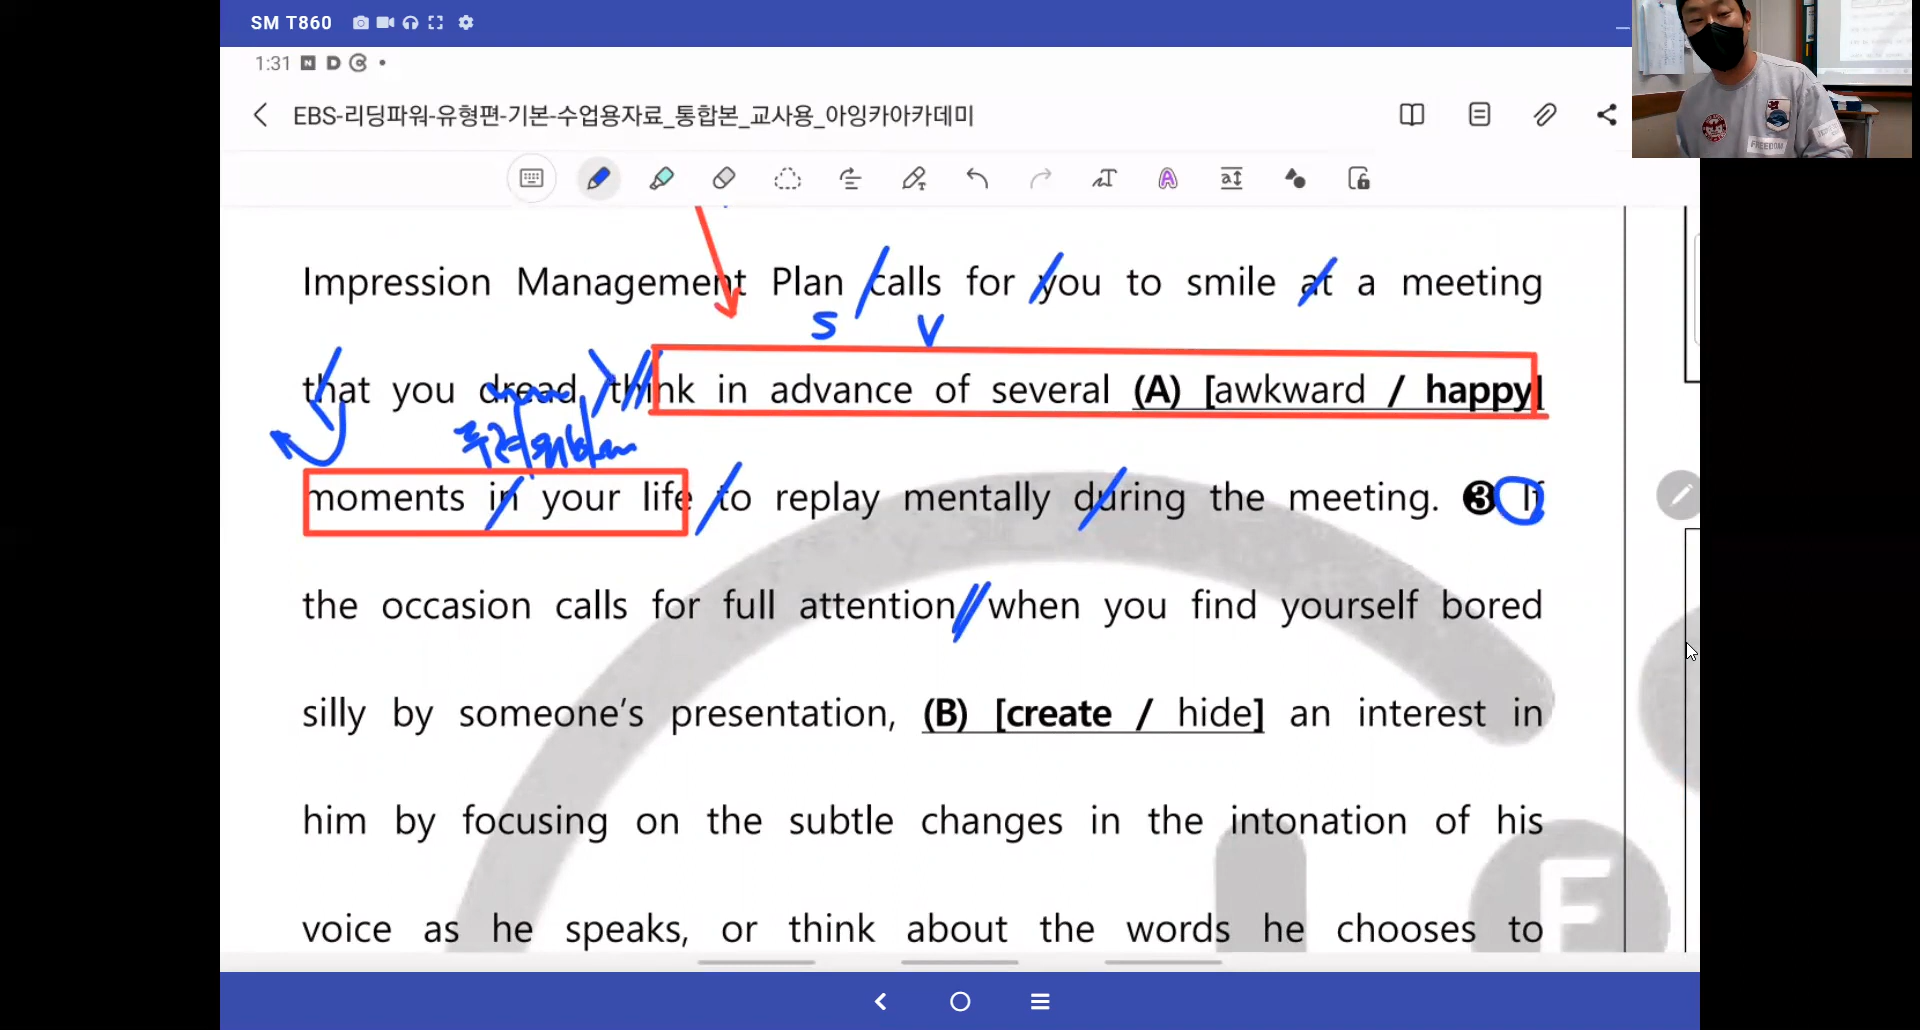 SM T860
1:31
EBS-리딩파워-유형편-기본-수업용자료_통합본_교사용_아잉카아카데미
Impression Management Plan calls for you to smile at a meeting
S V
that you dread, think in advance of several (A) [awkward / happy]
moments in your life to replay mentally during the meeting. ❸ If
the occasion calls for full attention when you find yourself bored
silly by someone's presentation, (B) [create / hide] an interest in
him by focusing on the subtle changes in the intonation of his
voice as he speaks, or think about the words he chooses to
FREEDOM